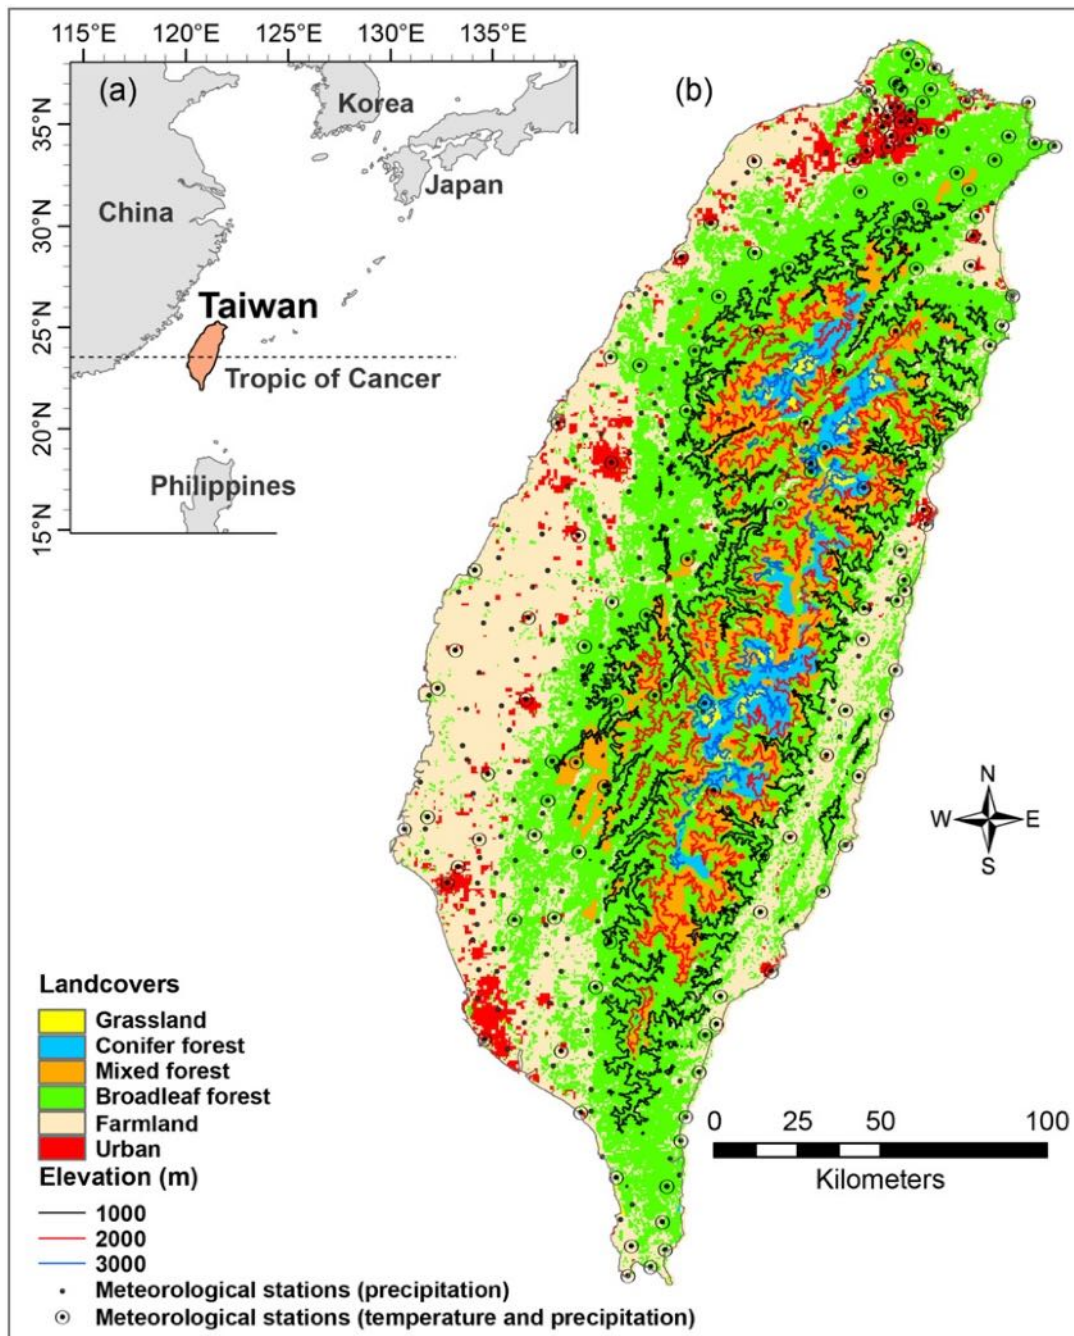 115°E 120°E 125°E 130°E 135°E
(a)
(b)
35°N
30°N
25°N
20°N
15°N
Korea
Japan
China
Taiwan
Tropic of Cancer
Philippines
N
W E
S
0 25 50 100
Kilometers
Landcovers
Grassland
Conifer forest
Mixed forest
Broadleaf forest
Farmland
Urban
Elevation (m)
1000
2000
3000
Meteorological stations (precipitation)
Meteorological stations (temperature and precipitation)